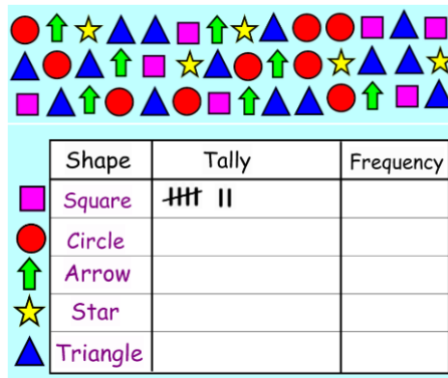 Shape Tally Frequency
Square
Circle
Arrow
Star
Triangle